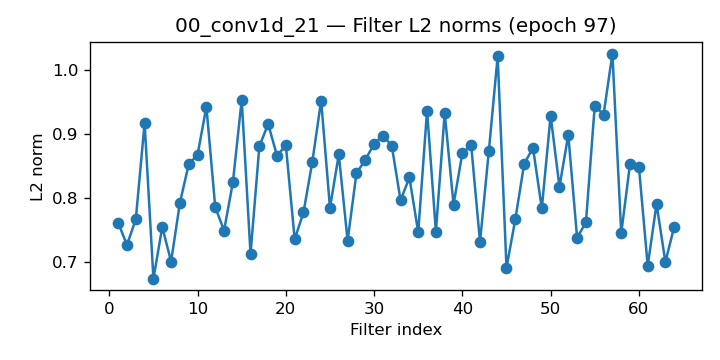 00_conv1d_21 — Filter L2 norms (epoch 97)
1.0
0.9
0.8
0.7
L2 norm
0 10 20 30 40 50 60
Filter index